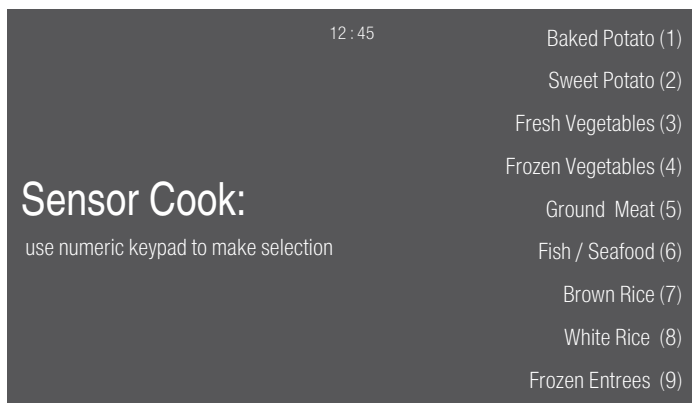 12 : 45
Baked Potato (1)
Sweet Potato (2)
Fresh Vegetables (3)
Frozen Vegetables (4)
Sensor Cook:
Ground Meat (5)
use numeric keypad to make selection
Fish / Seafood (6)
Brown Rice (7)
White Rice (8)
Frozen Entrees (9)